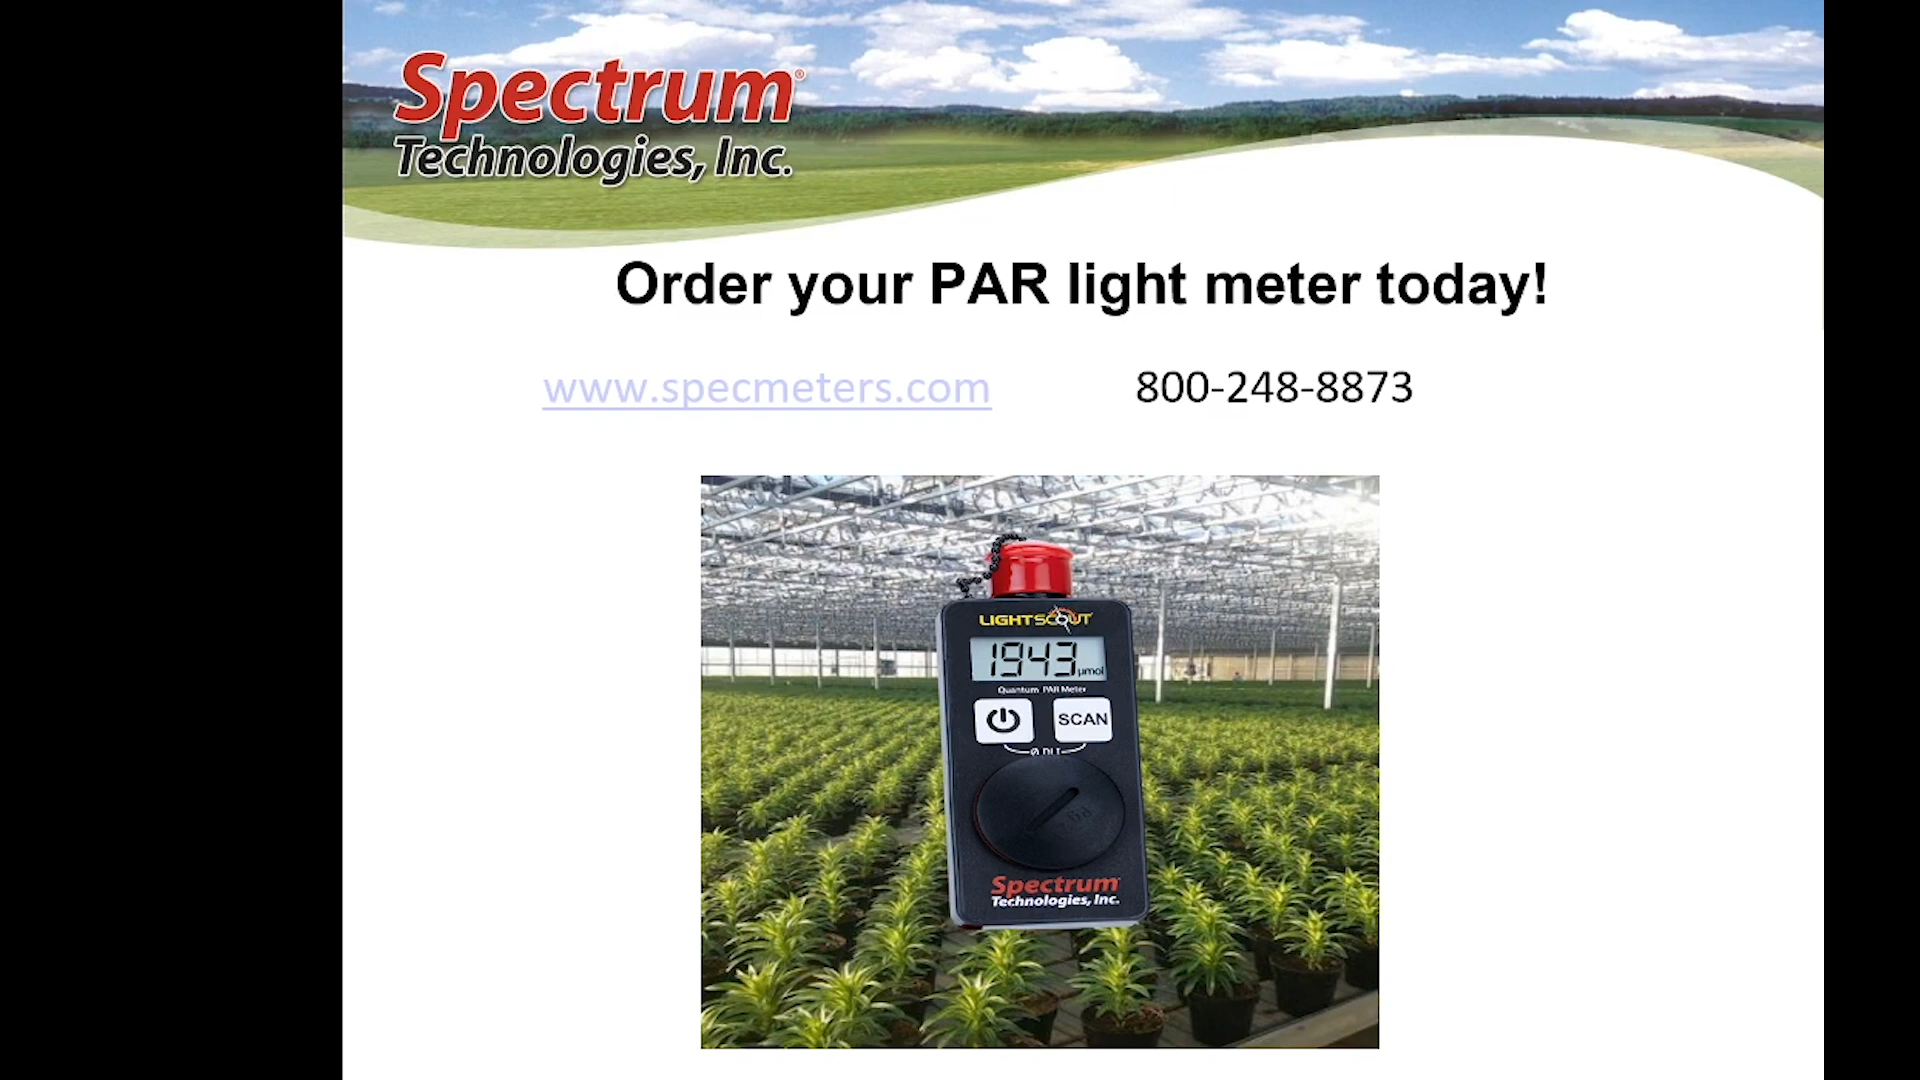 Spectrum®
Technologies, Inc.
Order your PAR light meter today!
www.specmeters.com 800-248-8873
LIGHTSCOUT
1943 µmol
Quantum PAR Meter
SCAN
DLI
Spectrum
Technologies, Inc.